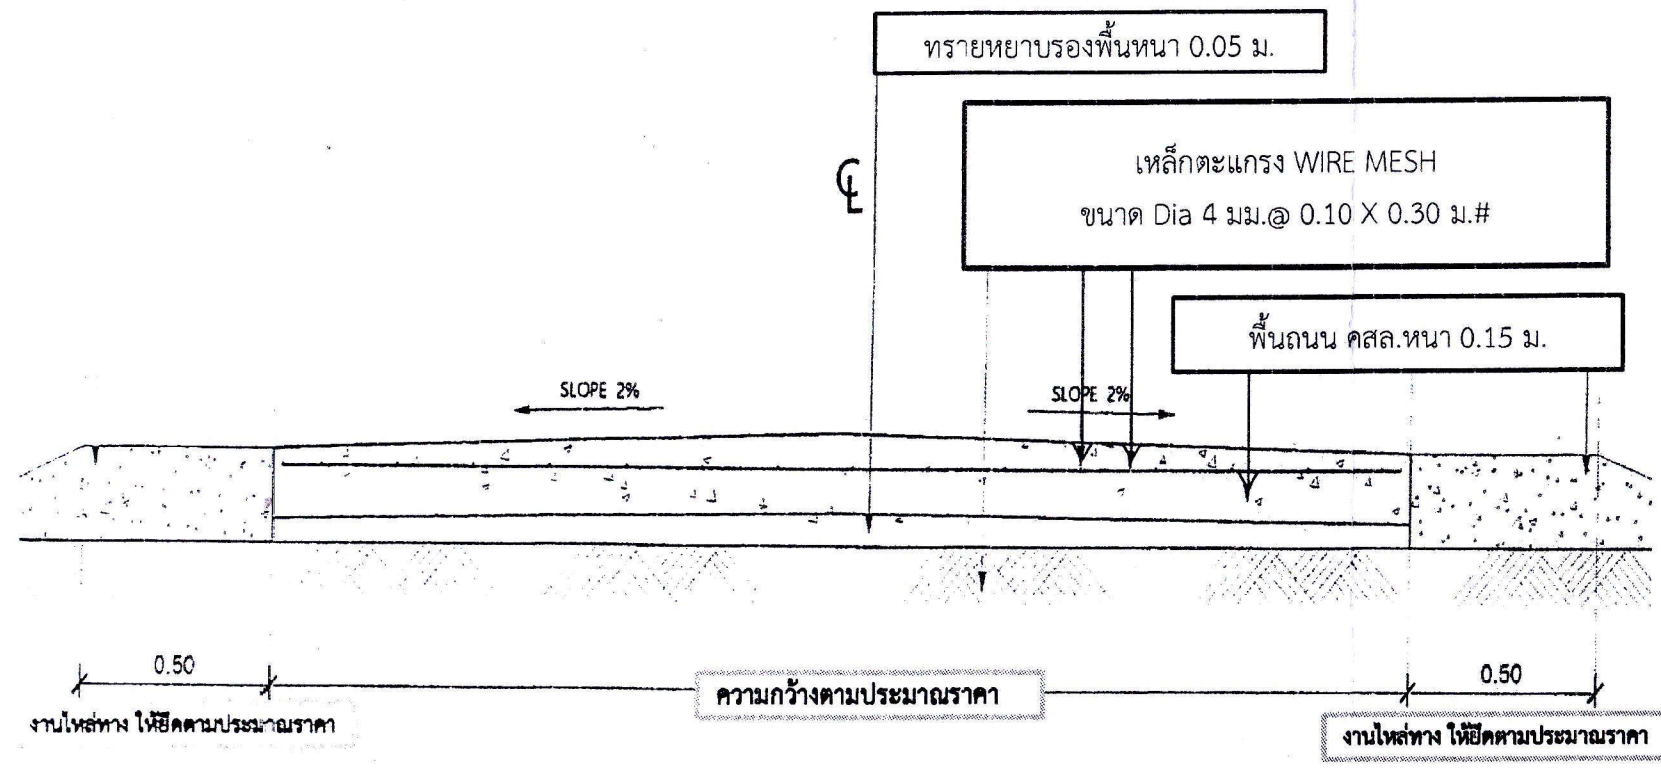 ทรายหยาบรองพื้นหนา 0.05 ม.
เหล็กตะแกรง WIRE MESH
ขนาด Dia 4 มม.@ 0.10 X 0.30 ม.#
พื้นถนน คสล.หนา 0.15 ม.
℄
SLOPE 2%
SLOPE 2%
0.50
ความกว้างตามประมาณราคา
0.50
งานไหล่ทาง ให้ยึดตามประมาณราคา
งานไหล่ทาง ให้ยึดตามประมาณราคา